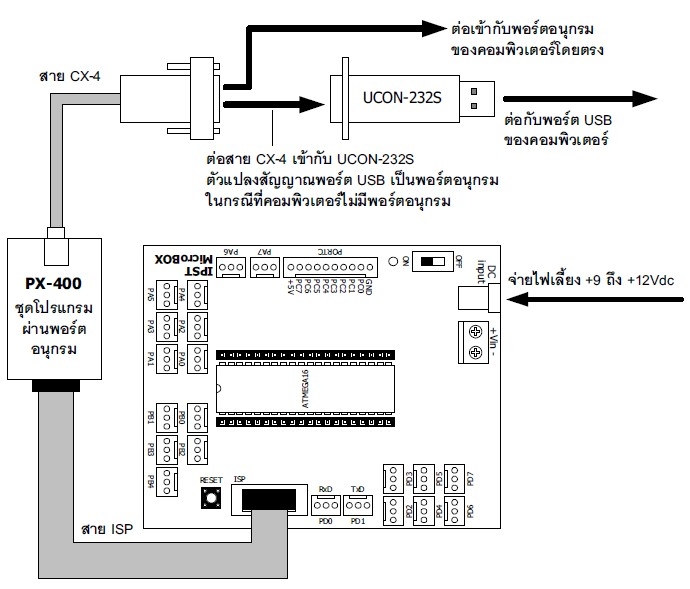 ต่อเข้ากับพอร์ตอนุกรม
ของคอมพิวเตอร์โดยตรง
สาย CX-4
UCON-232S
ต่อกับพอร์ต USB
ของคอมพิวเตอร์
ต่อสาย CX-4 เข้ากับ UCON-232S
ตัวแปลงสัญญาณพอร์ต USB เป็นพอร์ตอนุกรม
ในกรณีที่คอมพิวเตอร์ไม่มีพอร์ตอนุกรม
PX-400
ชุดโปรแกรม
ผ่านพอร์ต
อนุกรม
IPST
MicroBOX
PA6
PA7
PORTC
+5V
PC7
PC6
PC5
PC4
PC3
PC2
PC1
PC0
GND
ON
OFF
DC
input
จ่ายไฟเลี้ยง +9 ถึง +12Vdc
+Vin -
PA5
PA4
PA3
PA2
PA1
PA0
ATMEGA16
PB1
PB0
PB3
PB2
PB4
RESET
ISP
RxD
TxD
PD0
PD1
PD3
PD5
PD7
PD2
PD4
PD6
สาย ISP